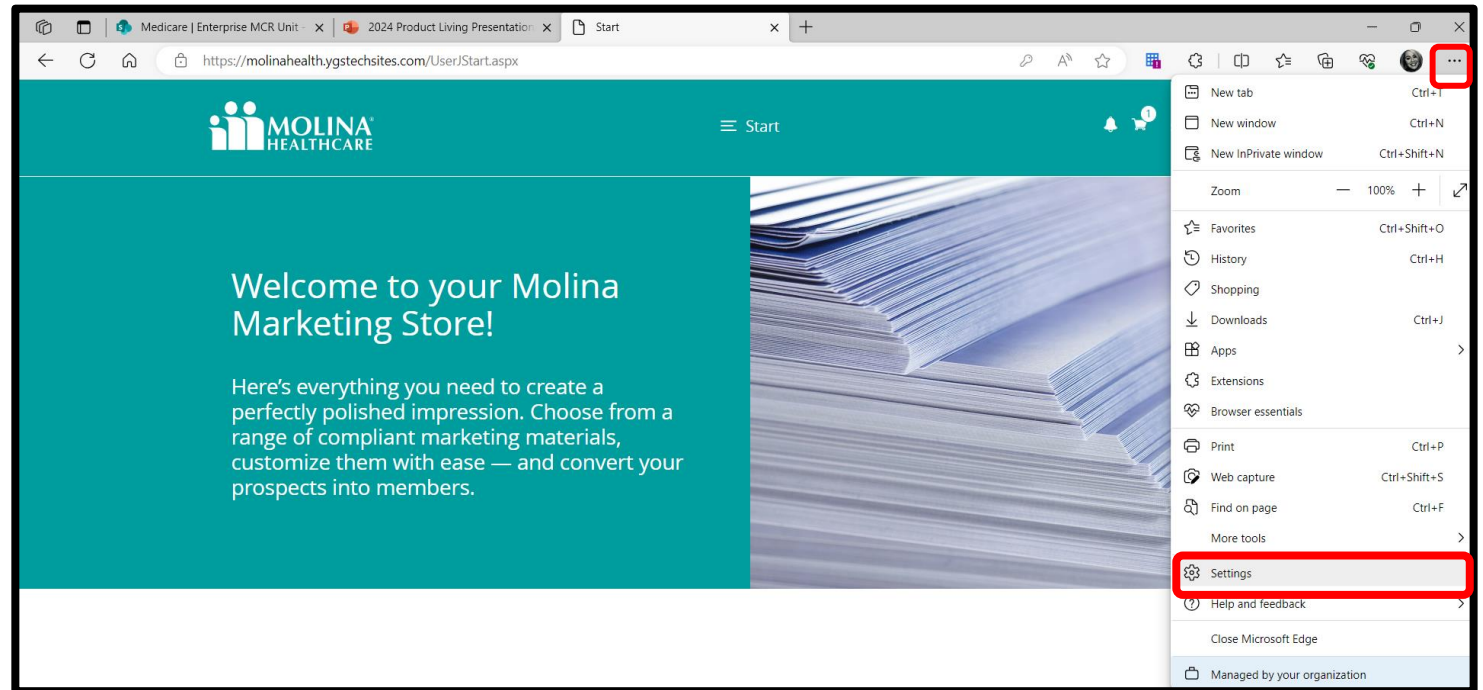 Medicare | Enterprise MCR Unit -
2024 Product Living Presentation
Start
https://molinahealth.ygstechsites.com/UserJStart.aspx
MOLINA
HEALTHCARE
Start
1
Welcome to your Molina
Marketing Store!
Here’s everything you need to create a
perfectly polished impression. Choose from a
range of compliant marketing materials,
customize them with ease — and convert your
prospects into members.
New tab Ctrl+T
New window Ctrl+N
New InPrivate window Ctrl+Shift+N
Zoom — 100% +
Favorites Ctrl+Shift+O
History Ctrl+H
Shopping
Downloads Ctrl+J
Apps
Extensions
Browser essentials
Print Ctrl+P
Web capture Ctrl+Shift+S
Find on page Ctrl+F
More tools
Settings
Help and feedback
Close Microsoft Edge
Managed by your organization